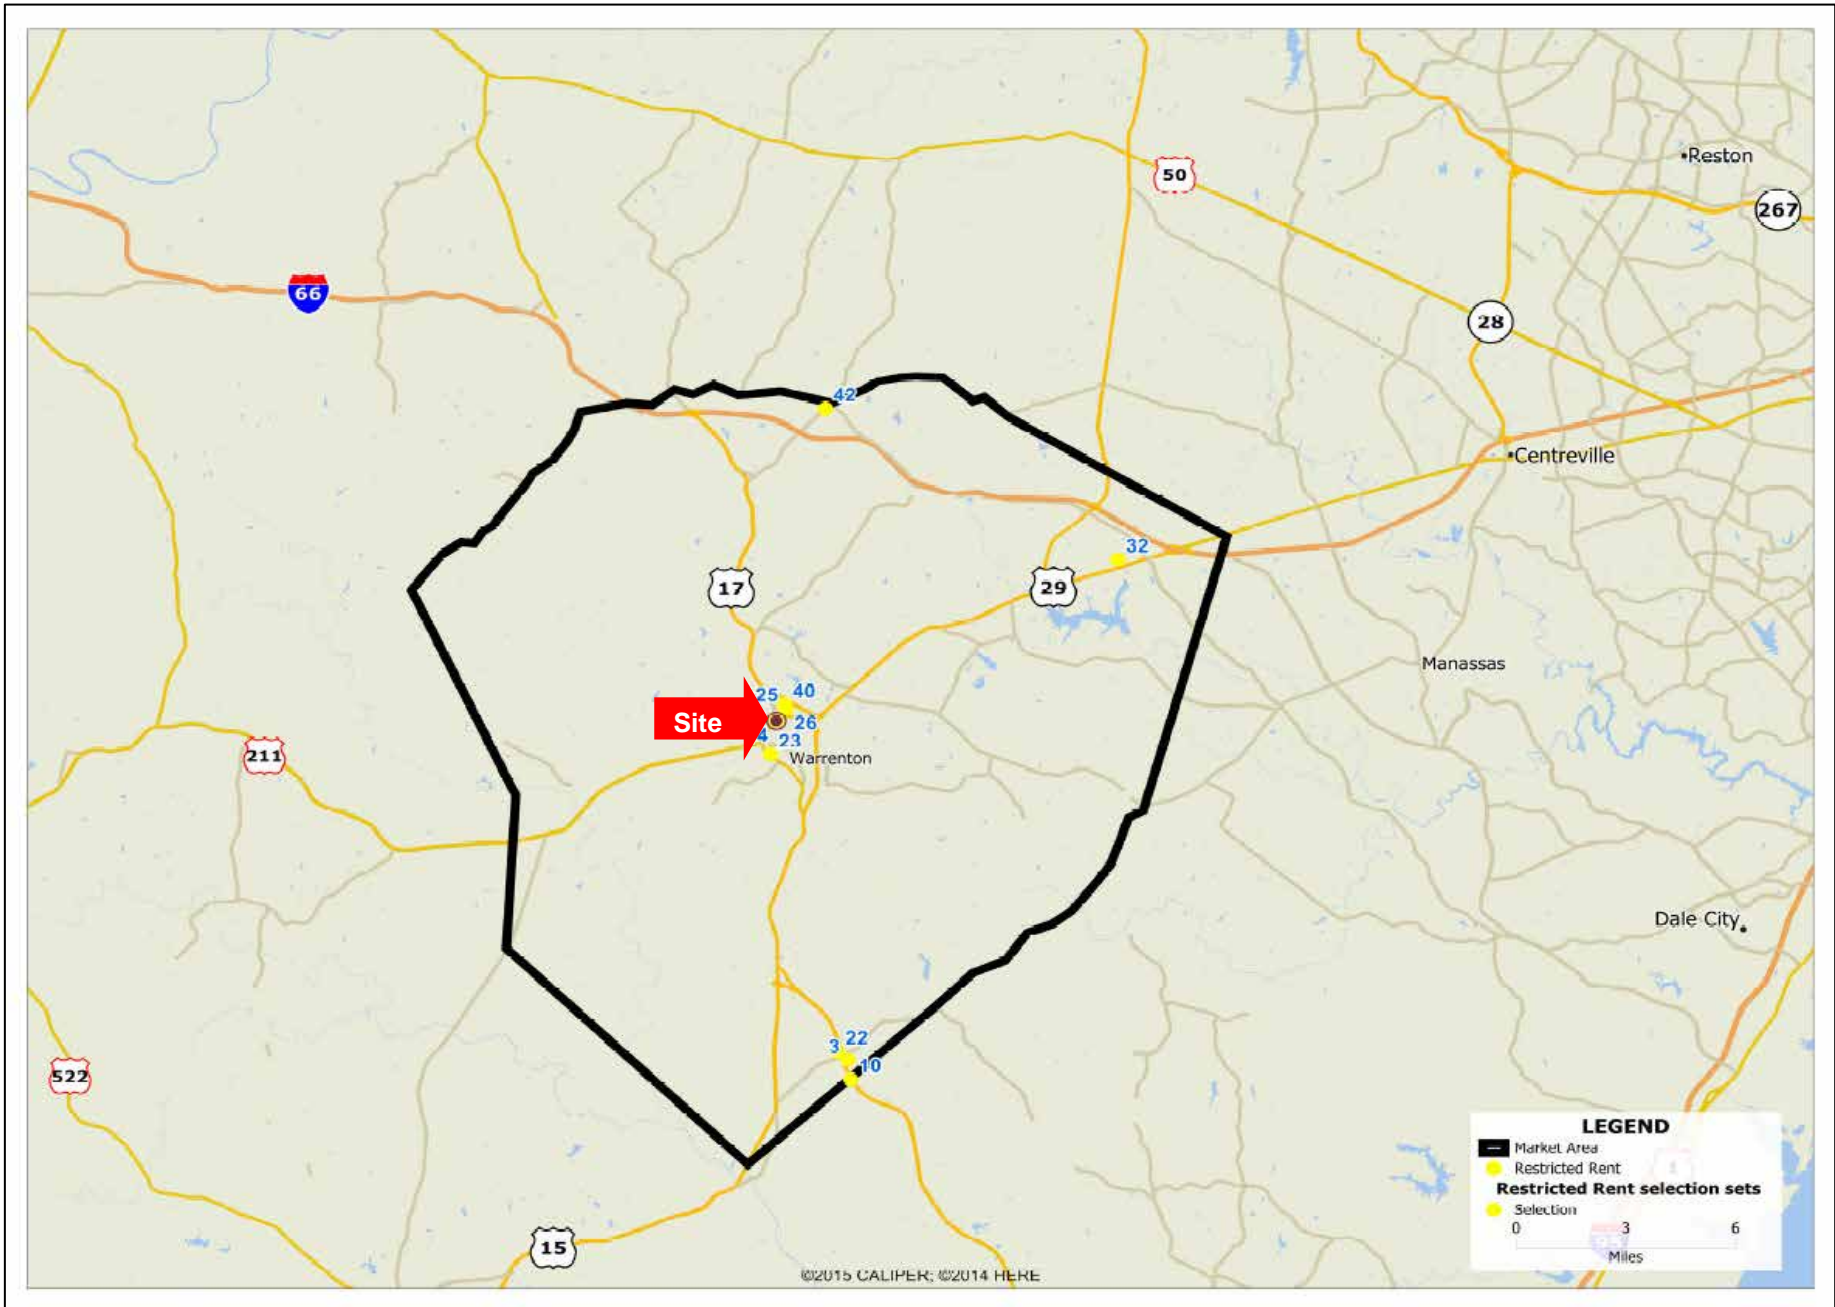 Reston
50
267
66
28
42
Centreville
32
17
29
Manassas
25 40
Site
26
4 23
211
Warrenton
Dale City
22
3
10
522
LEGEND
Market Area
Restricted Rent
Restricted Rent selection sets
Selection
0 3 6
Miles
15
©2015 CALIPER; ©2014 HERE